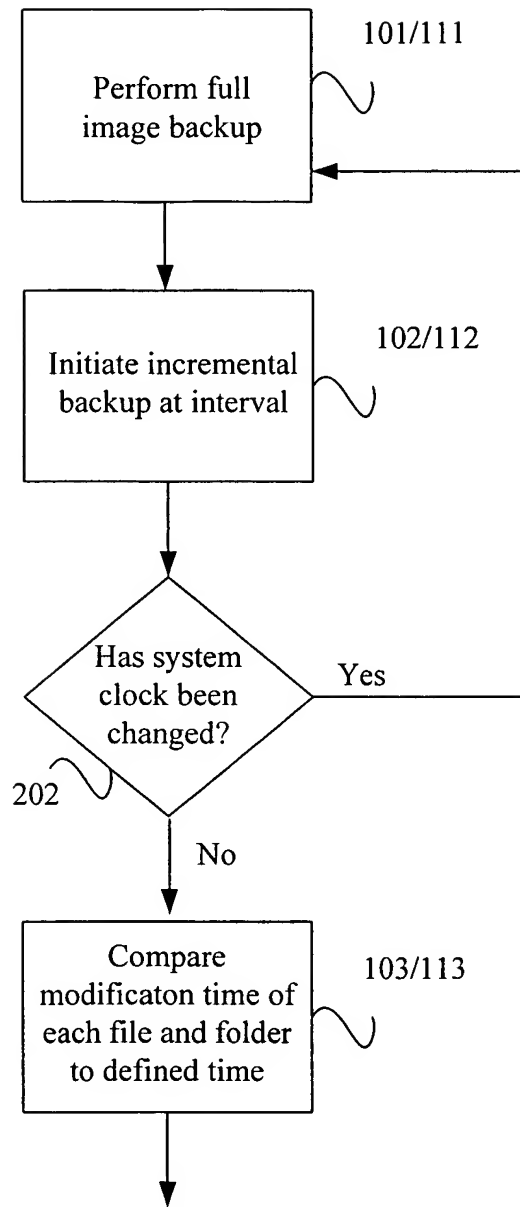 101/111
Perform full
image backup
102/112
Initiate incremental
backup at interval
Has system
clock been
changed?
Yes
202
No
Compare
modificaton time of
each file and folder
to defined time
103/113